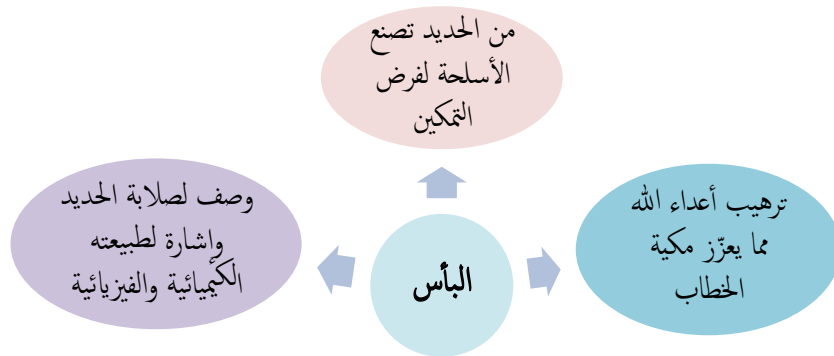 من الحديد تصنع
الأسلحة لفرض
التمكين
ترهيب أعداء الله
مما يعزّز مكية
الخطاب
البأس
وصف لصلابة الحديد
واشارة لطبيعته
الكيميائية والفيزيائية